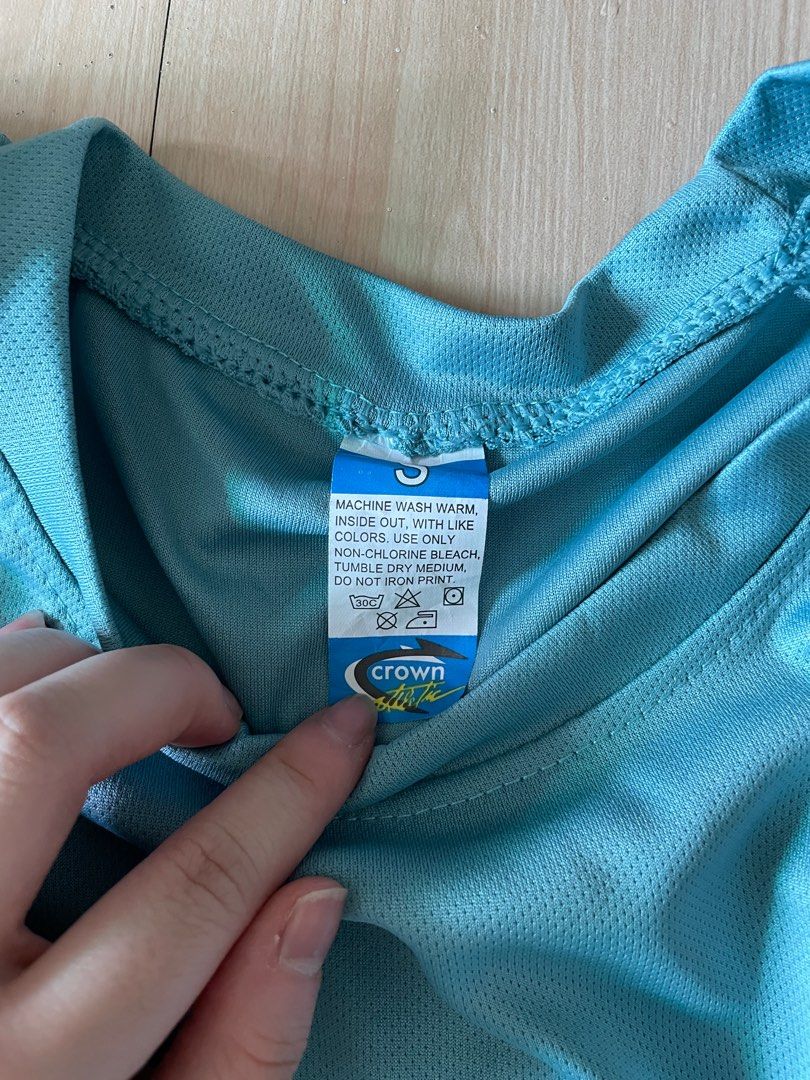 S
MACHINE WASH WARM,
INSIDE OUT, WITH LIKE
COLORS. USE ONLY
NON-CHLORINE BLEACH,
TUMBLE DRY MEDIUM,
DO NOT IRON PRINT.
30C
crown